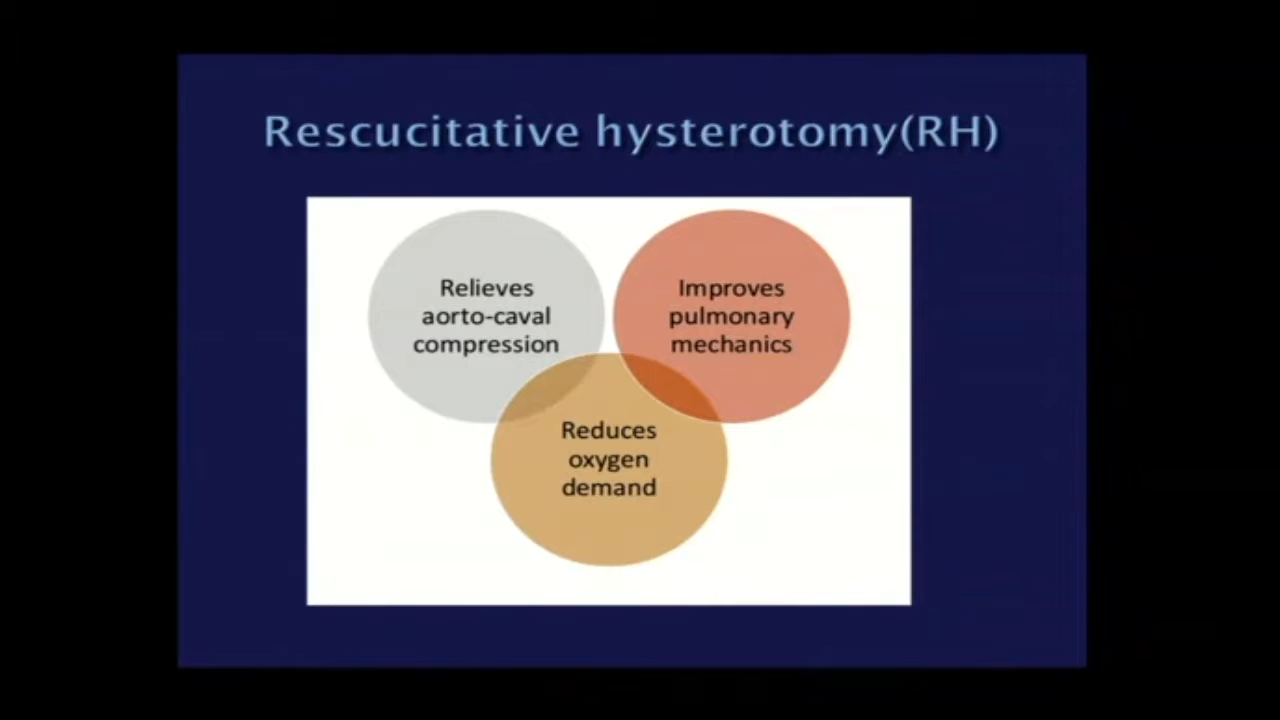 Rescucitative hysterotomy(RH)
Relieves
aorto-caval
compression
Improves
pulmonary
mechanics
Reduces
oxygen
demand